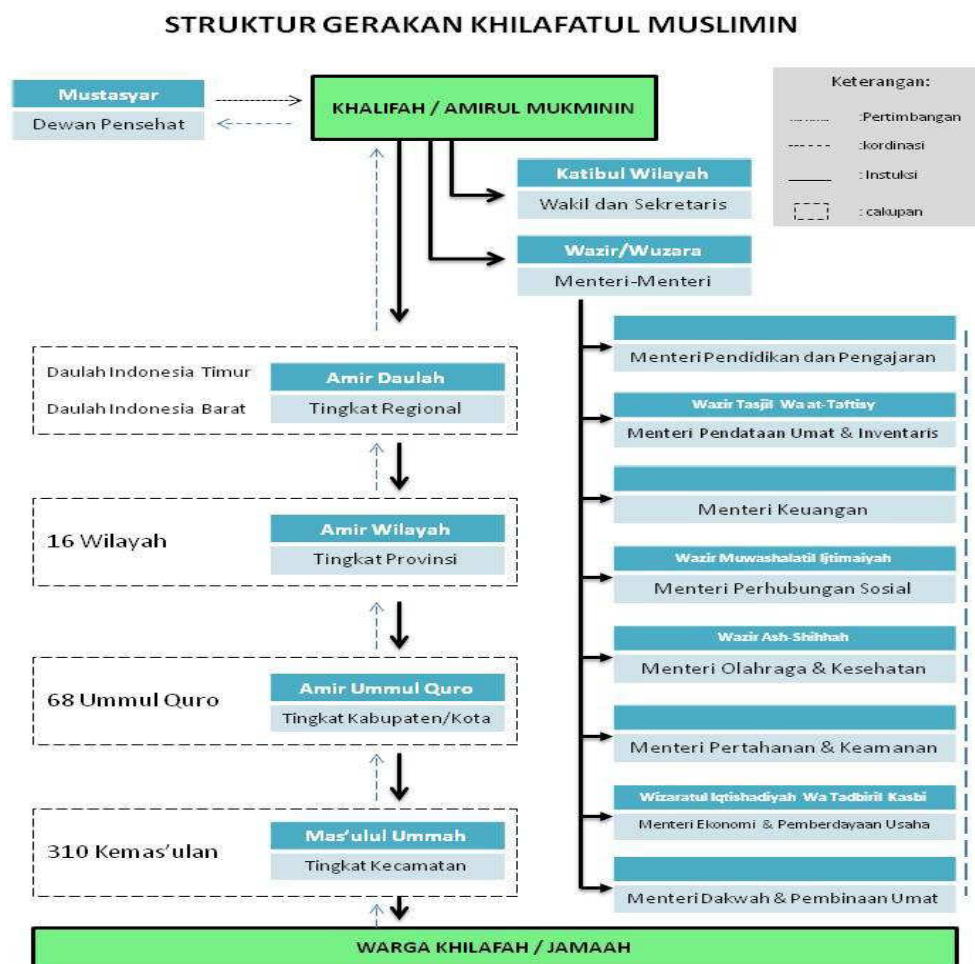 STRUKTUR GERAKAN KHILAFATUL MUSLIMIN
Mustasyar
Dewan Pensehat
KHALIFAH / AMIRUL MUKMININ
Keterangan:
:Pertimbangan
:kordinasi
: Instuksi
: cakupan
Katibul Wilayah
Wakil dan Sekretaris
Wazir/Wuzara
Menteri-Menteri
Daulah Indonesia Timur
Daulah Indonesia Barat
Amir Daulah
Tingkat Regional
16 Wilayah
Amir Wilayah
Tingkat Provinsi
68 Ummul Quro
Amir Ummul Quro
Tingkat Kabupaten/Kota
310 Kemas’ulan
Mas’ulul Ummah
Tingkat Kecamatan
Menteri Pendidikan dan Pengajaran
Wazir Tasjil Wa at-Taftisy
Menteri Pendataan Umat & Inventaris
Menteri Keuangan
Wazir Muwashalatil Ijtimaiyah
Menteri Perhubungan Sosial
Wazir Ash-Shihhah
Menteri Olahraga & Kesehatan
Menteri Pertahanan & Keamanan
Wizaratul Iqtishadiyah Wa Tadbiril Kasbi
Menteri Ekonomi & Pemberdayaan Usaha
Menteri Dakwah & Pembinaan Umat
WARGA KHILAFAH / JAMAAH